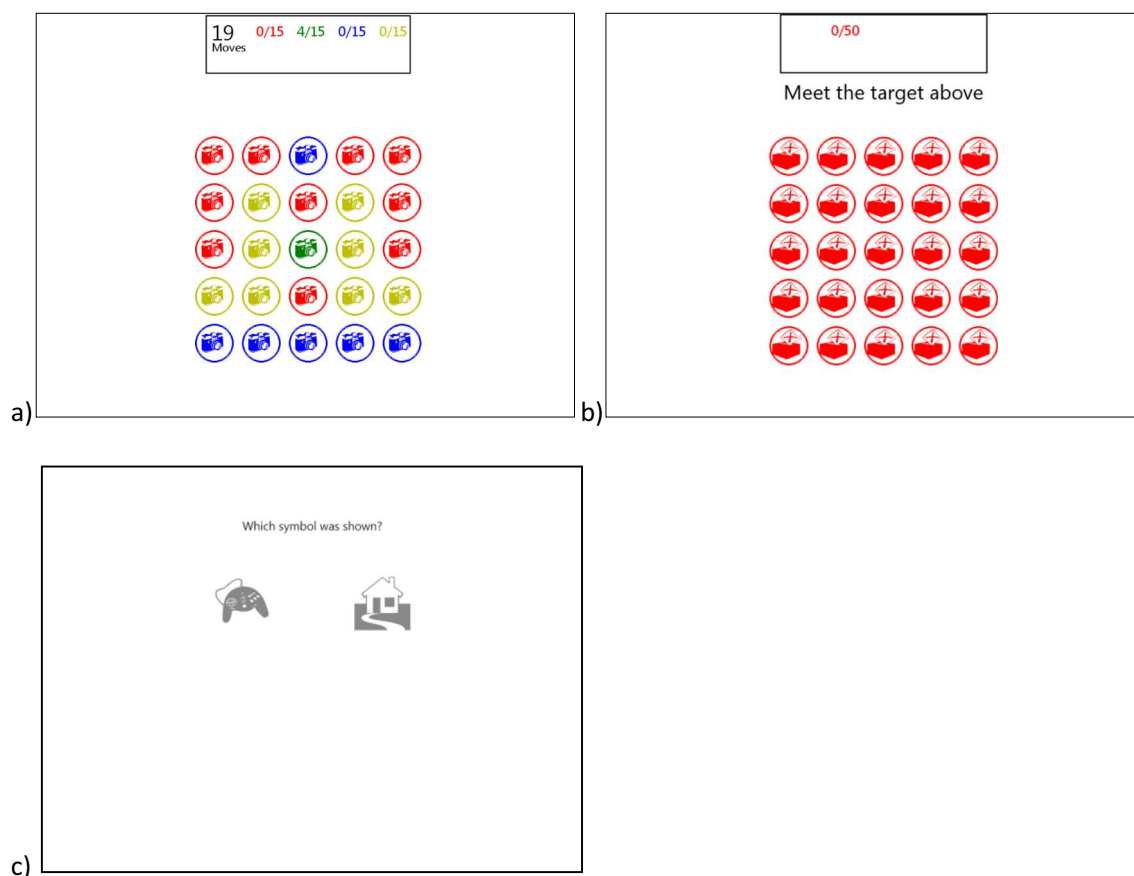 19 0/15 4/15 0/15 0/15
Moves
0/50
Meet the target above
a)
b)
Which symbol was shown?
c)